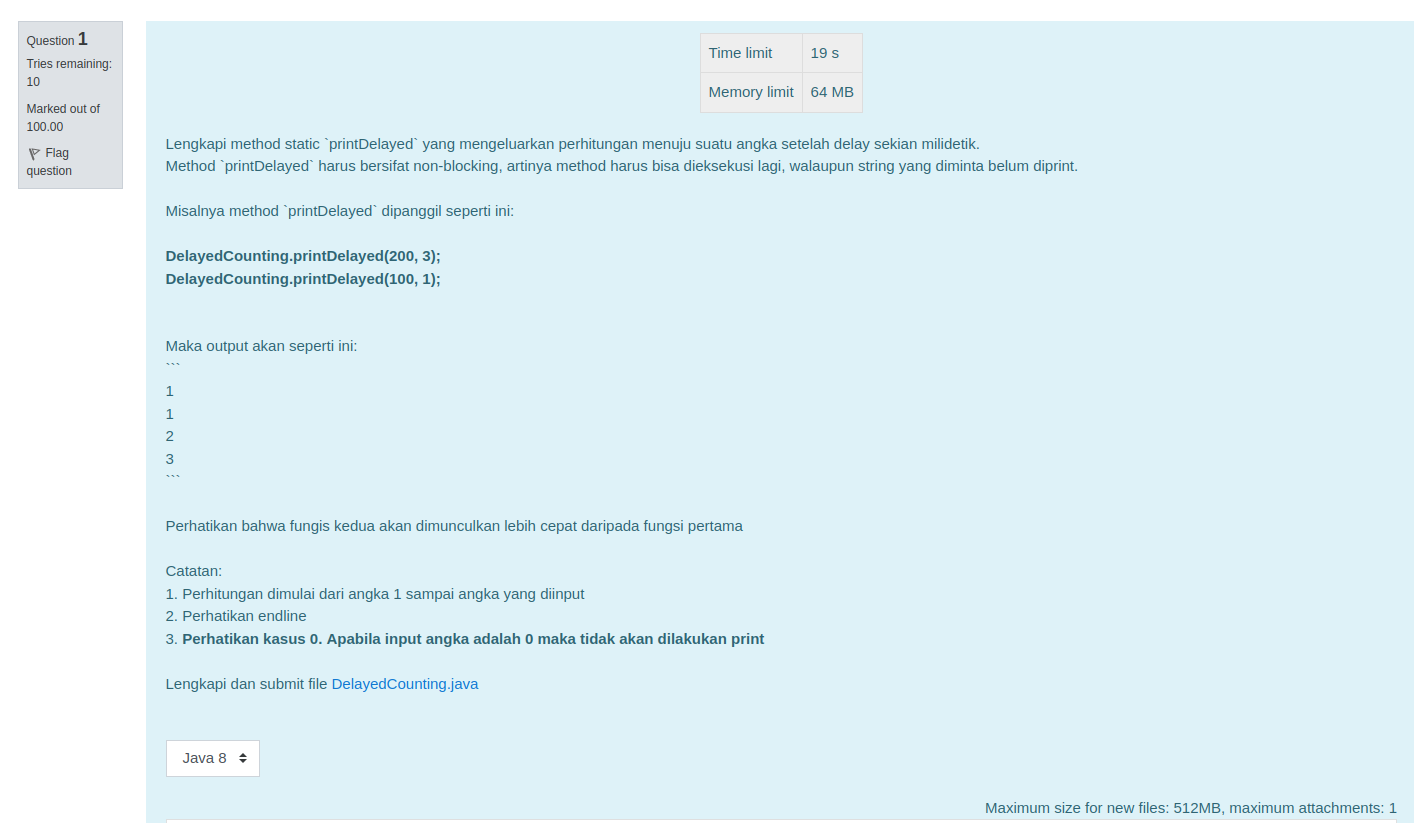 Question 1
Tries remaining:
10
Marked out of
100.00
Flag
question
Time limit 19 s
Memory limit 64 MB
Lengkapi method static `printDelayed` yang mengeluarkan perhitungan menuju suatu angka setelah delay sekian milidetik.
Method `printDelayed` harus bersifat non-blocking, artinya method harus bisa dieksekusi lagi, walaupun string yang diminta belum diprint.
Misalnya method `printDelayed` dipanggil seperti ini:
DelayedCounting.printDelayed(200, 3);
DelayedCounting.printDelayed(100, 1);
Maka output akan seperti ini:
```
1
1
2
3
```
Perhatikan bahwa fungis kedua akan dimunculkan lebih cepat daripada fungsi pertama
Catatan:
1. Perhitungan dimulai dari angka 1 sampai angka yang diinput
2. Perhatikan endline
3. Perhatikan kasus 0. Apabila input angka adalah 0 maka tidak akan dilakukan print
Lengkapi dan submit file DelayedCounting.java
Java 8
Maximum size for new files: 512MB, maximum attachments: 1